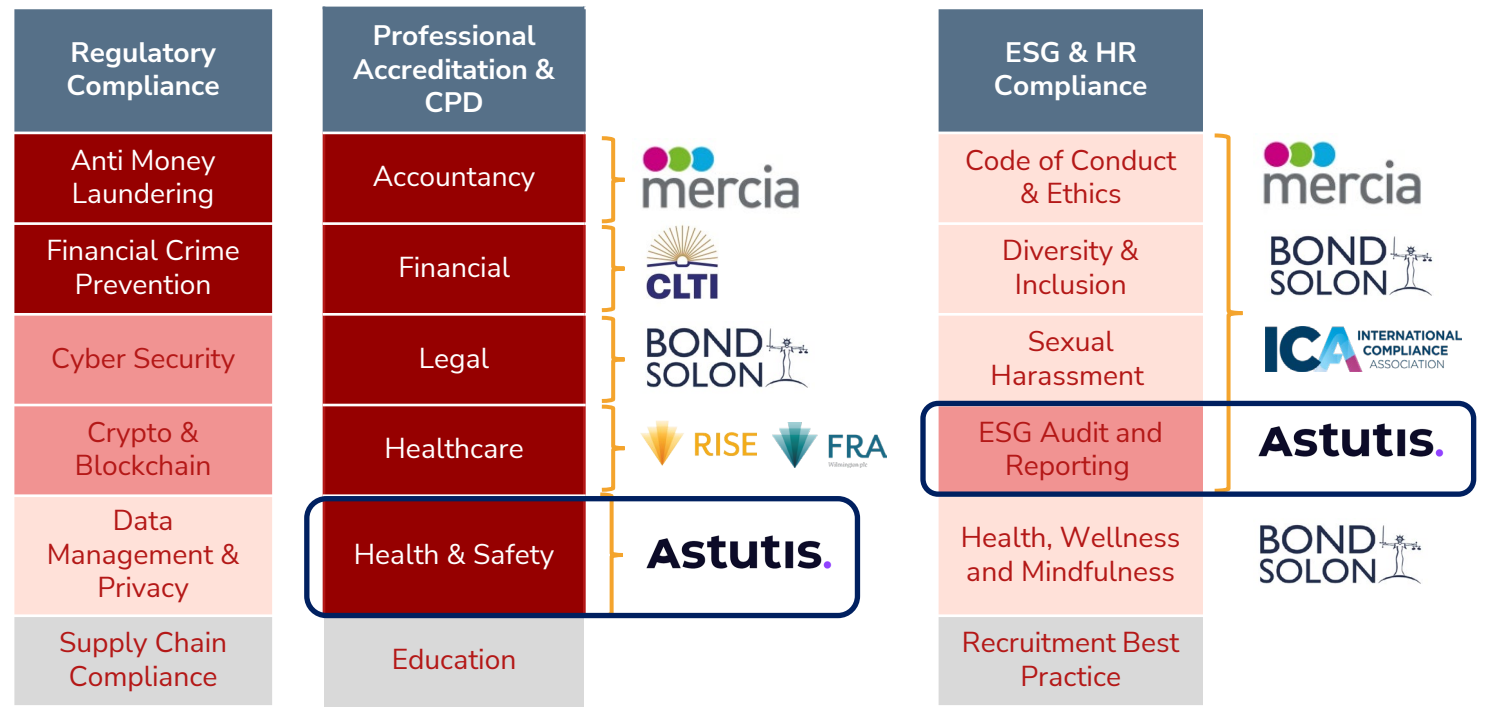 Regulatory
Compliance
Anti Money
Laundering
Financial Crime
Prevention
Cyber Security
Crypto &
Blockchain
Data
Management &
Privacy
Supply Chain
Compliance
Professional
Accreditation &
CPD
Accountancy
mercia
Financial
CLTI
Legal
BOND
SOLON
Healthcare
RISE
FRA
Wilmington plc
Health & Safety
Astutis.
Education
ESG & HR
Compliance
Code of Conduct
& Ethics
Diversity &
Inclusion
Sexual
Harassment
ESG Audit and
Reporting
Health, Wellness
and Mindfulness
Recruitment Best
Practice
mercia
BOND
SOLON
ICA INTERNATIONAL
COMPLIANCE
ASSOCIATION
Astutis.
BOND
SOLON